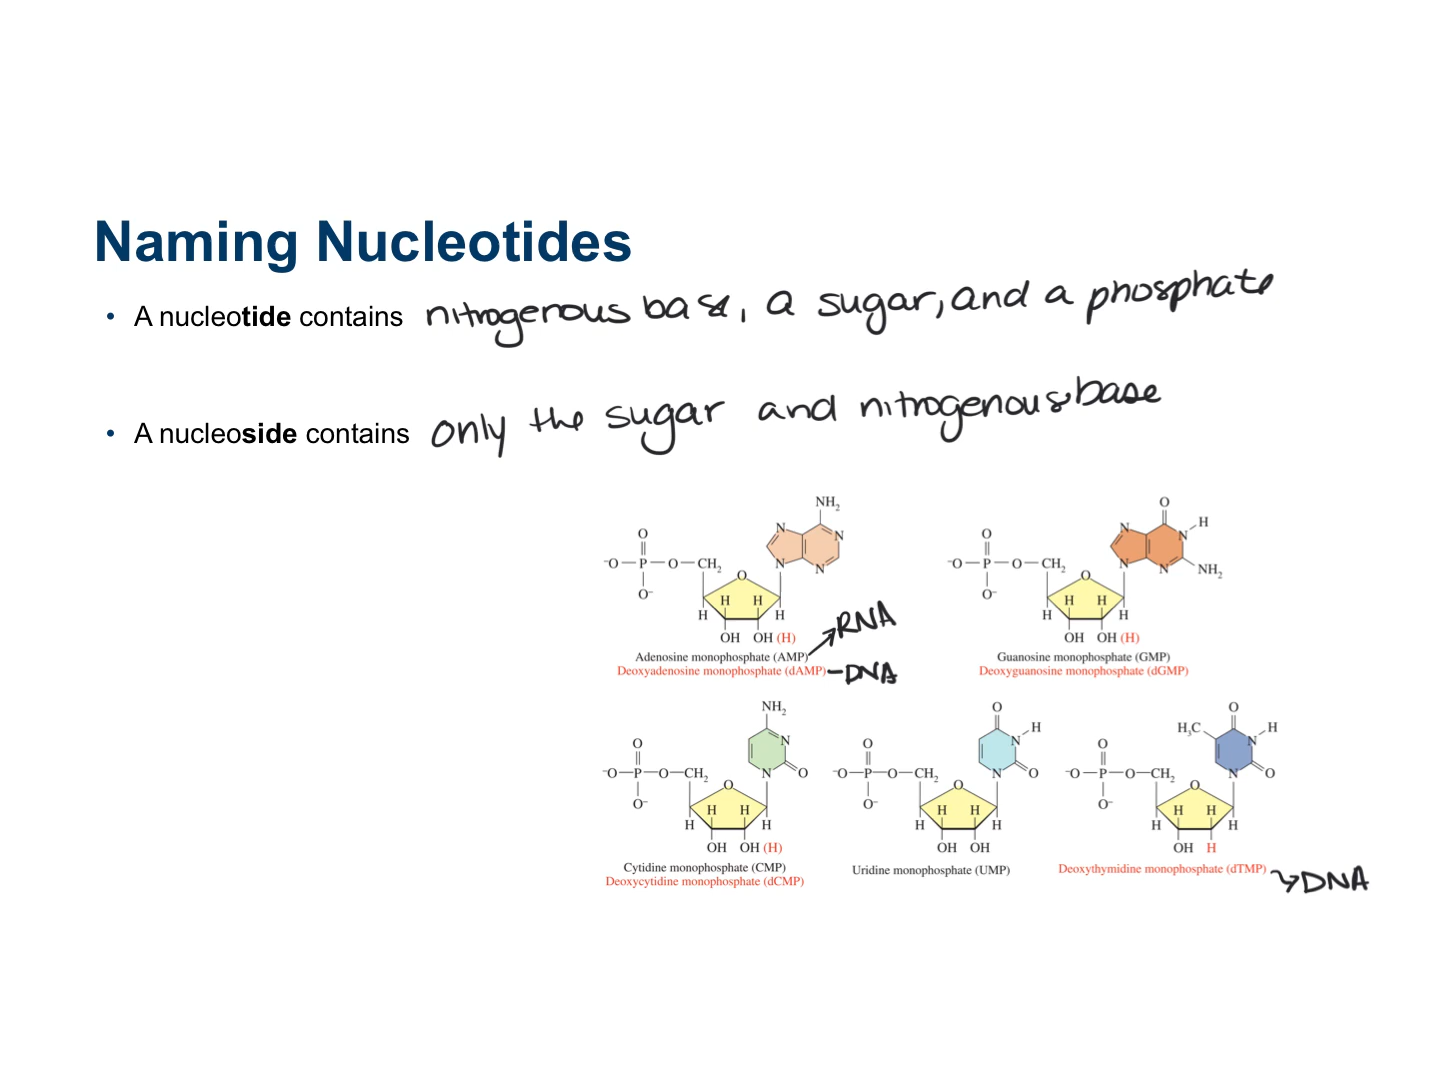 Naming Nucleotides
• A nucleotide contains nitrogenous base, a sugar, and a phosphate
• A nucleoside contains only the sugar and nitrogenous base
NH2
N
N
N
N
O
-O—P—O—CH2
O-
O
H H
H H
OH OH (H)
Adenosine monophosphate (AMP) → RNA
Deoxyadenosine monophosphate (dAMP) – DNA
O
N
N
H
N
N
NH2
O
-O—P—O—CH2
O-
O
H H
H H
OH OH (H)
Guanosine monophosphate (GMP)
Deoxyguanosine monophosphate (dGMP)
NH2
N
N
O
O
-O—P—O—CH2
O-
O
H H
H H
OH OH (H)
Cytidine monophosphate (CMP)
Deoxycytidine monophosphate (dCMP)
O
H
N
N
O
O
-O—P—O—CH2
O-
O
H H
H H
OH OH
Uridine monophosphate (UMP)
O
H3C
H
N
N
O
O
-O—P—O—CH2
O-
O
H H
H H
OH H
Deoxythymidine monophosphate (dTMP) → DNA